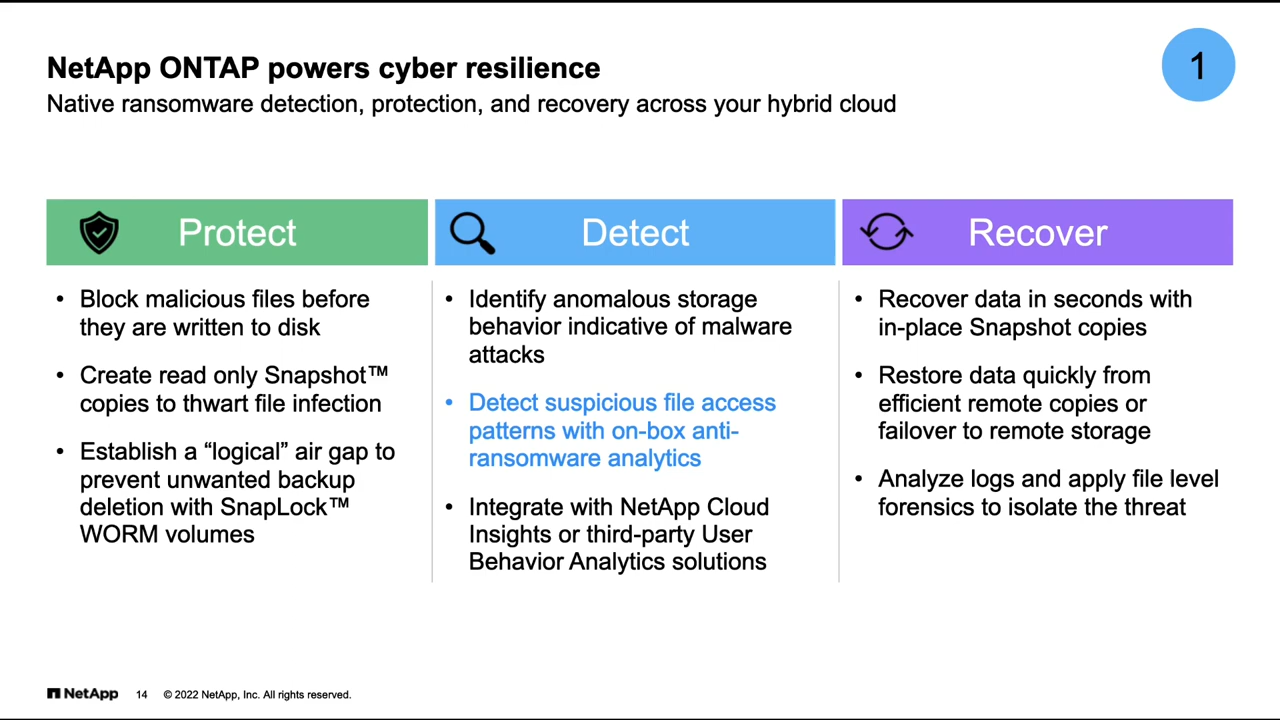 NetApp ONTAP powers cyber resilience
1
Native ransomware detection, protection, and recovery across your hybrid cloud
Protect
• Block malicious files before
they are written to disk
• Create read only Snapshot™
copies to thwart file infection
• Establish a “logical” air gap to
prevent unwanted backup
deletion with SnapLock™
WORM volumes
Detect
• Identify anomalous storage
behavior indicative of malware
attacks
• Detect suspicious file access
patterns with on-box anti-
ransomware analytics
• Integrate with NetApp Cloud
Insights or third-party User
Behavior Analytics solutions
Recover
• Recover data in seconds with
in-place Snapshot copies
• Restore data quickly from
efficient remote copies or
failover to remote storage
• Analyze logs and apply file level
forensics to isolate the threat
NetApp 14 © 2022 NetApp, Inc. All rights reserved.